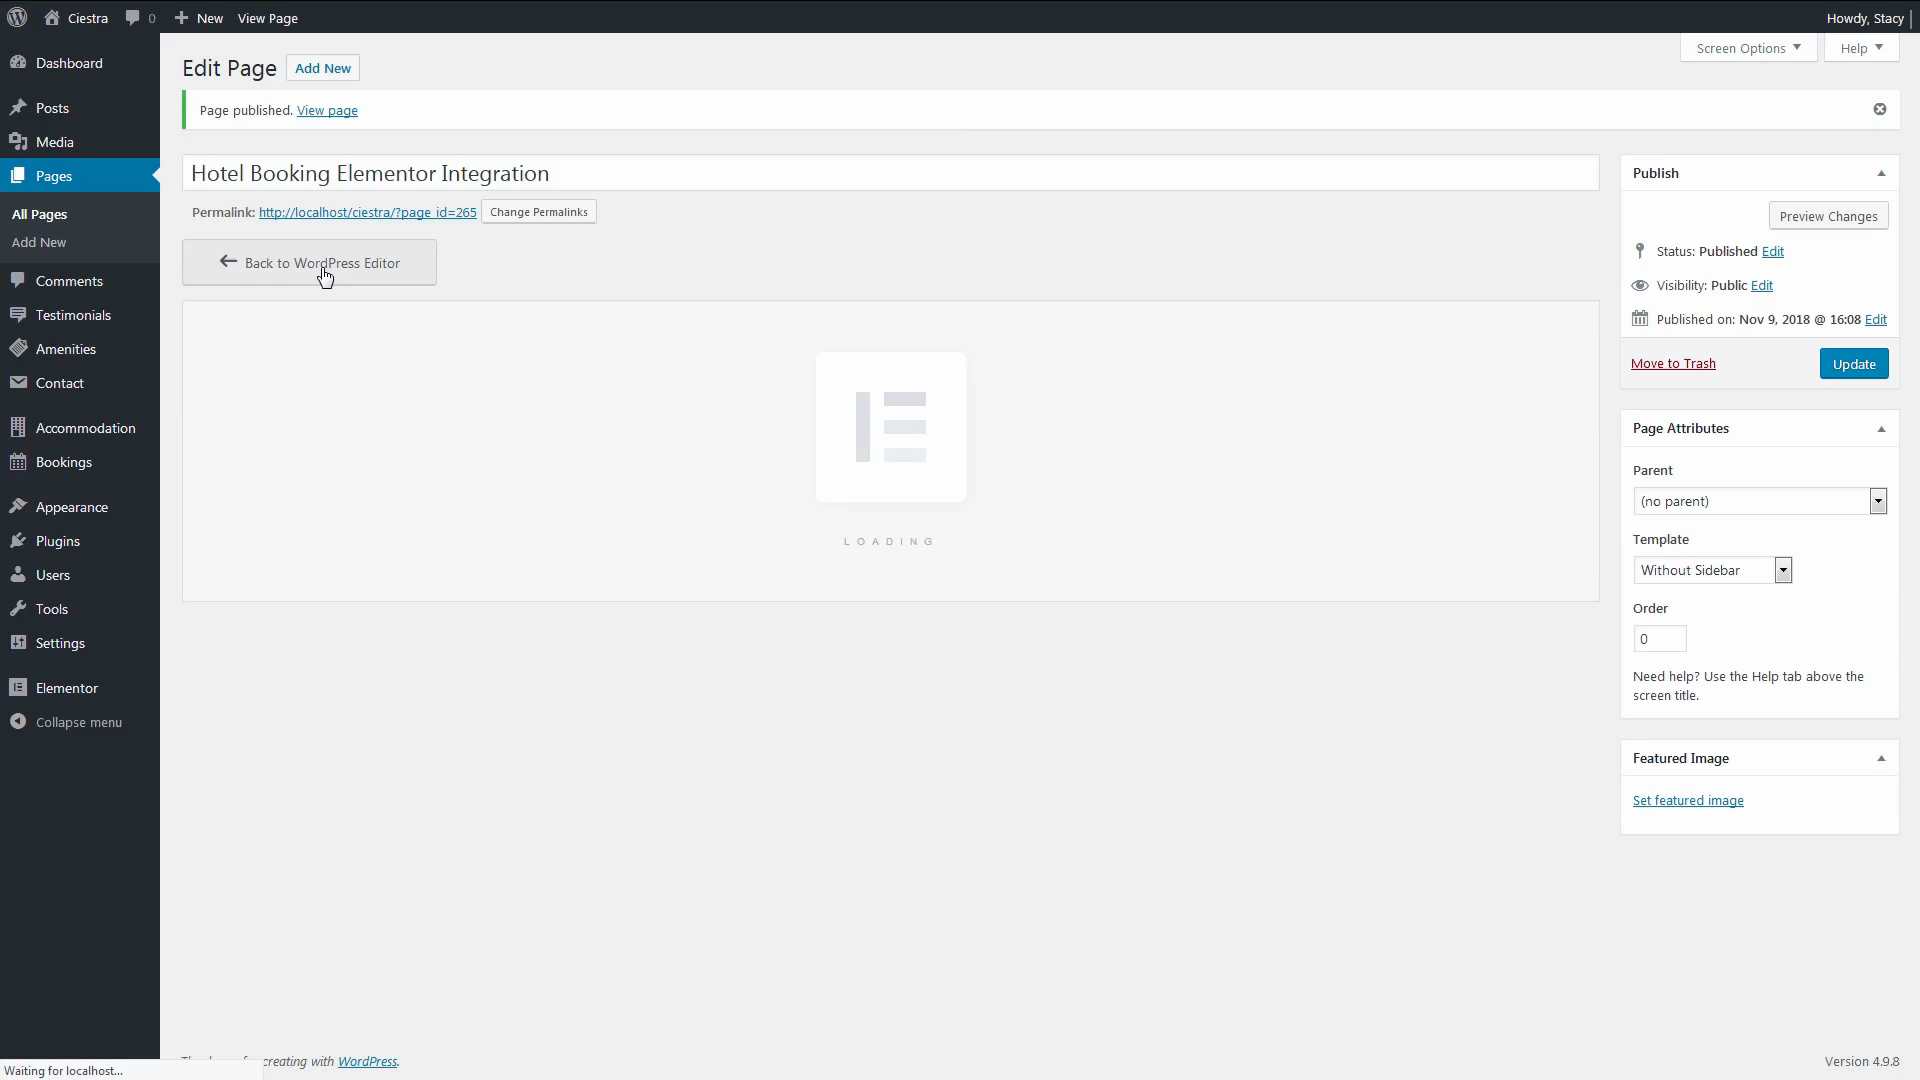 Ciestra 0 New View Page Howdy, Stacy
Screen Options Help
Edit Page Add New
Page published. View page
Hotel Booking Elementor Integration
Permalink: http://localhost/ciestra/?page_id=265 Change Permalinks
Back to WordPress Editor
LOADING
Dashboard
Posts
Media
Pages
All Pages
Add New
Comments
Testimonials
Amenities
Contact
Accommodation
Bookings
Appearance
Plugins
Users
Tools
Settings
Elementor
Collapse menu
Publish
Preview Changes
Status: Published Edit
Visibility: Public Edit
Published on: Nov 9, 2018 @ 16:08 Edit
Move to Trash Update
Page Attributes
Parent
(no parent)
Template
Without Sidebar
Order
0
Need help? Use the Help tab above the
screen title.
Featured Image
Set featured image
creating with WordPress.
Version 4.9.8
Waiting for localhost...